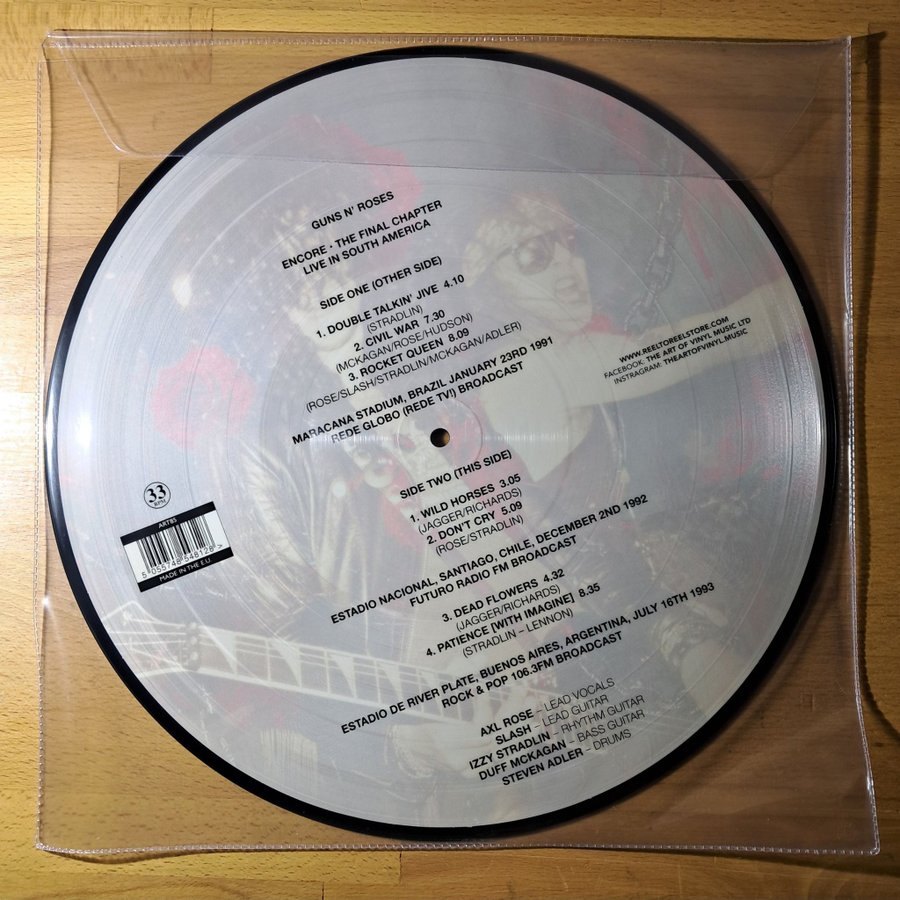 GUNS N' ROSES
ENCORE - THE FINAL CHAPTER
LIVE IN SOUTH AMERICA
SIDE ONE (OTHER SIDE)
1. DOUBLE TALKIN' JIVE 4.10
(STRADLIN)
2. CIVIL WAR 7.30
(MCKAGAN/ROSE/HUDSON)
3. ROCKET QUEEN 8.09
(ROSE/SLASH/STRADLIN/MCKAGAN/ADLER)
MARACANA STADIUM, BRAZIL JANUARY 23RD 1991
REDE GLOBO (REDE TV!) BROADCAST
WWW.REELTOREELSTORE.COM
FACEBOOK: THE ART OF VINYL MUSIC LTD
INSTRAGRAM: THEARTOFVINYL.MUSIC
SIDE TWO (THIS SIDE)
1. WILD HORSES 3.05
(JAGGER/RICHARDS)
2. DON'T CRY 5.09
(ROSE/STRADLIN)
ESTADIO NACIONAL, SANTIAGO, CHILE, DECEMBER 2ND 1992
FUTURO RADIO FM BROADCAST
3. DEAD FLOWERS 4.32
(JAGGER/RICHARDS)
4. PATIENCE [WITH IMAGINE] 8.35
(STRADLIN – LENNON)
ESTADIO DE RIVER PLATE, BUENOS AIRES, ARGENTINA, JULY 16TH 1993
ROCK & POP 106.3FM BROADCAST
AXL ROSE – LEAD VOCALS
SLASH – LEAD GUITAR
IZZY STRADLIN – RHYTHM GUITAR
DUFF MCKAGAN – BASS GUITAR
STEVEN ADLER – DRUMS
33
RPM
ART85
5 055748 548128 >
MADE IN THE E.U.